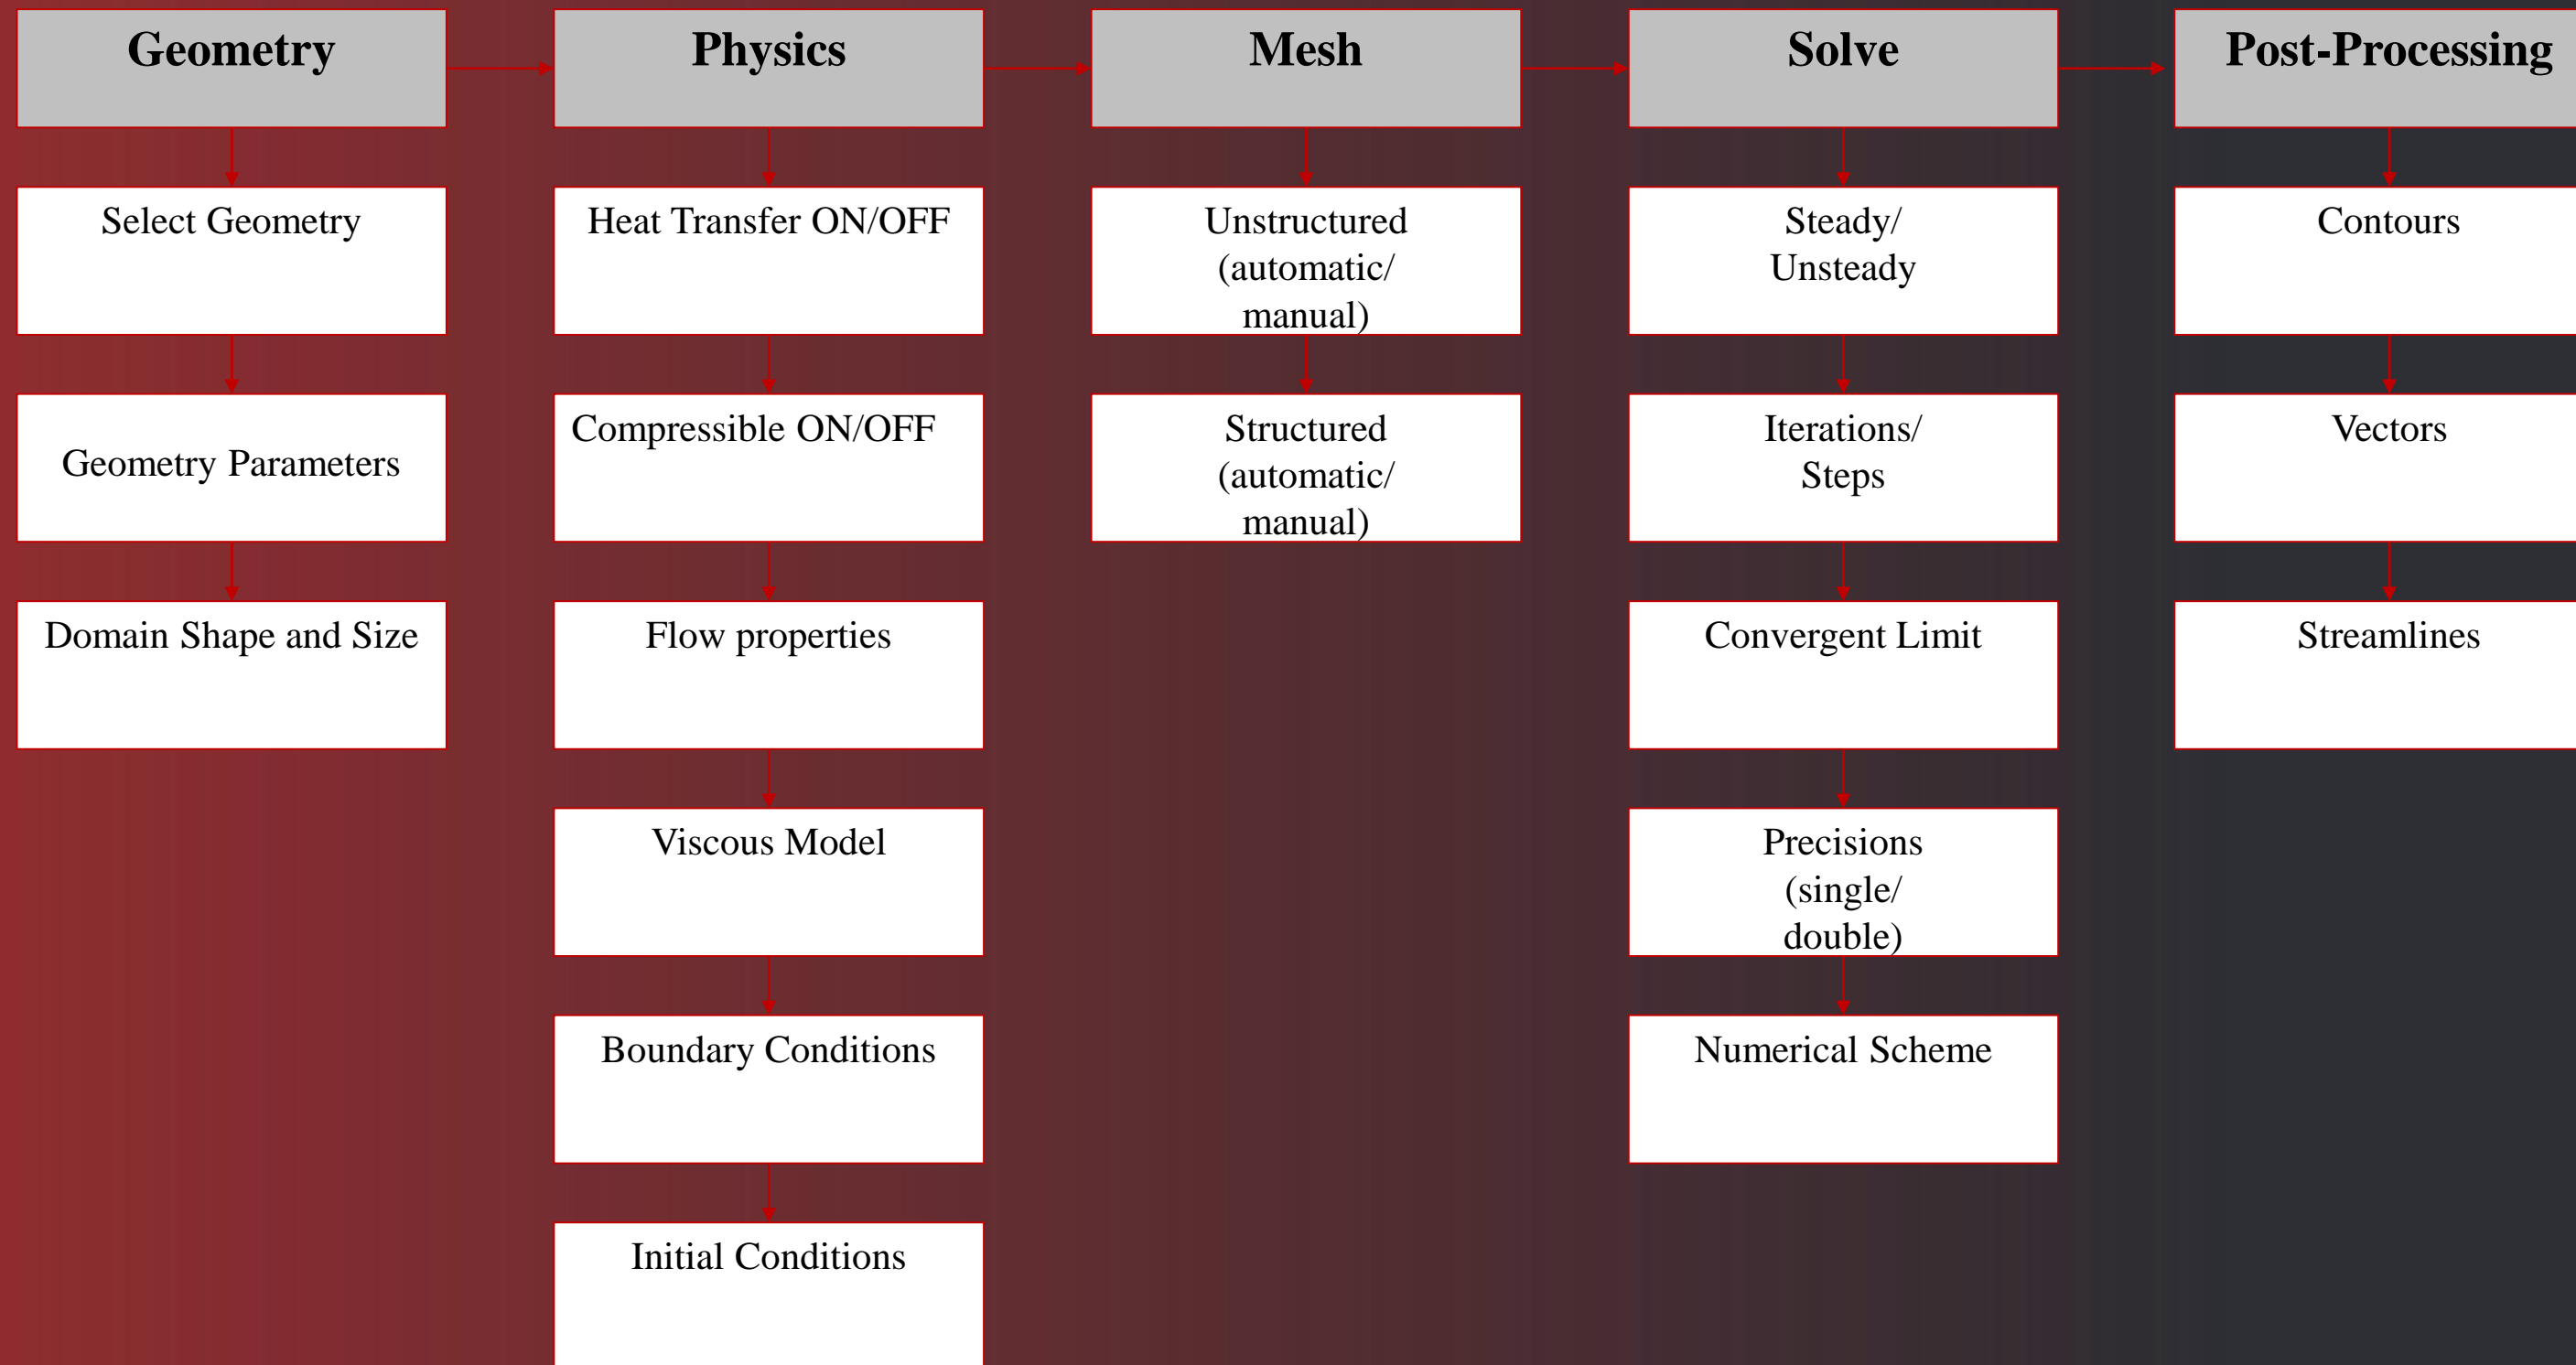 Geometry
Select Geometry
Geometry Parameters
Domain Shape and Size
Physics
Heat Transfer ON/OFF
Compressible ON/OFF
Flow properties
Viscous Model
Boundary Conditions
Initial Conditions
Mesh
Unstructured
(automatic/
manual)
Structured
(automatic/
manual)
Solve
Steady/
Unsteady
Iterations/
Steps
Convergent Limit
Precisions
(single/
double)
Numerical Scheme
Post-Processing
Contours
Vectors
Streamlines